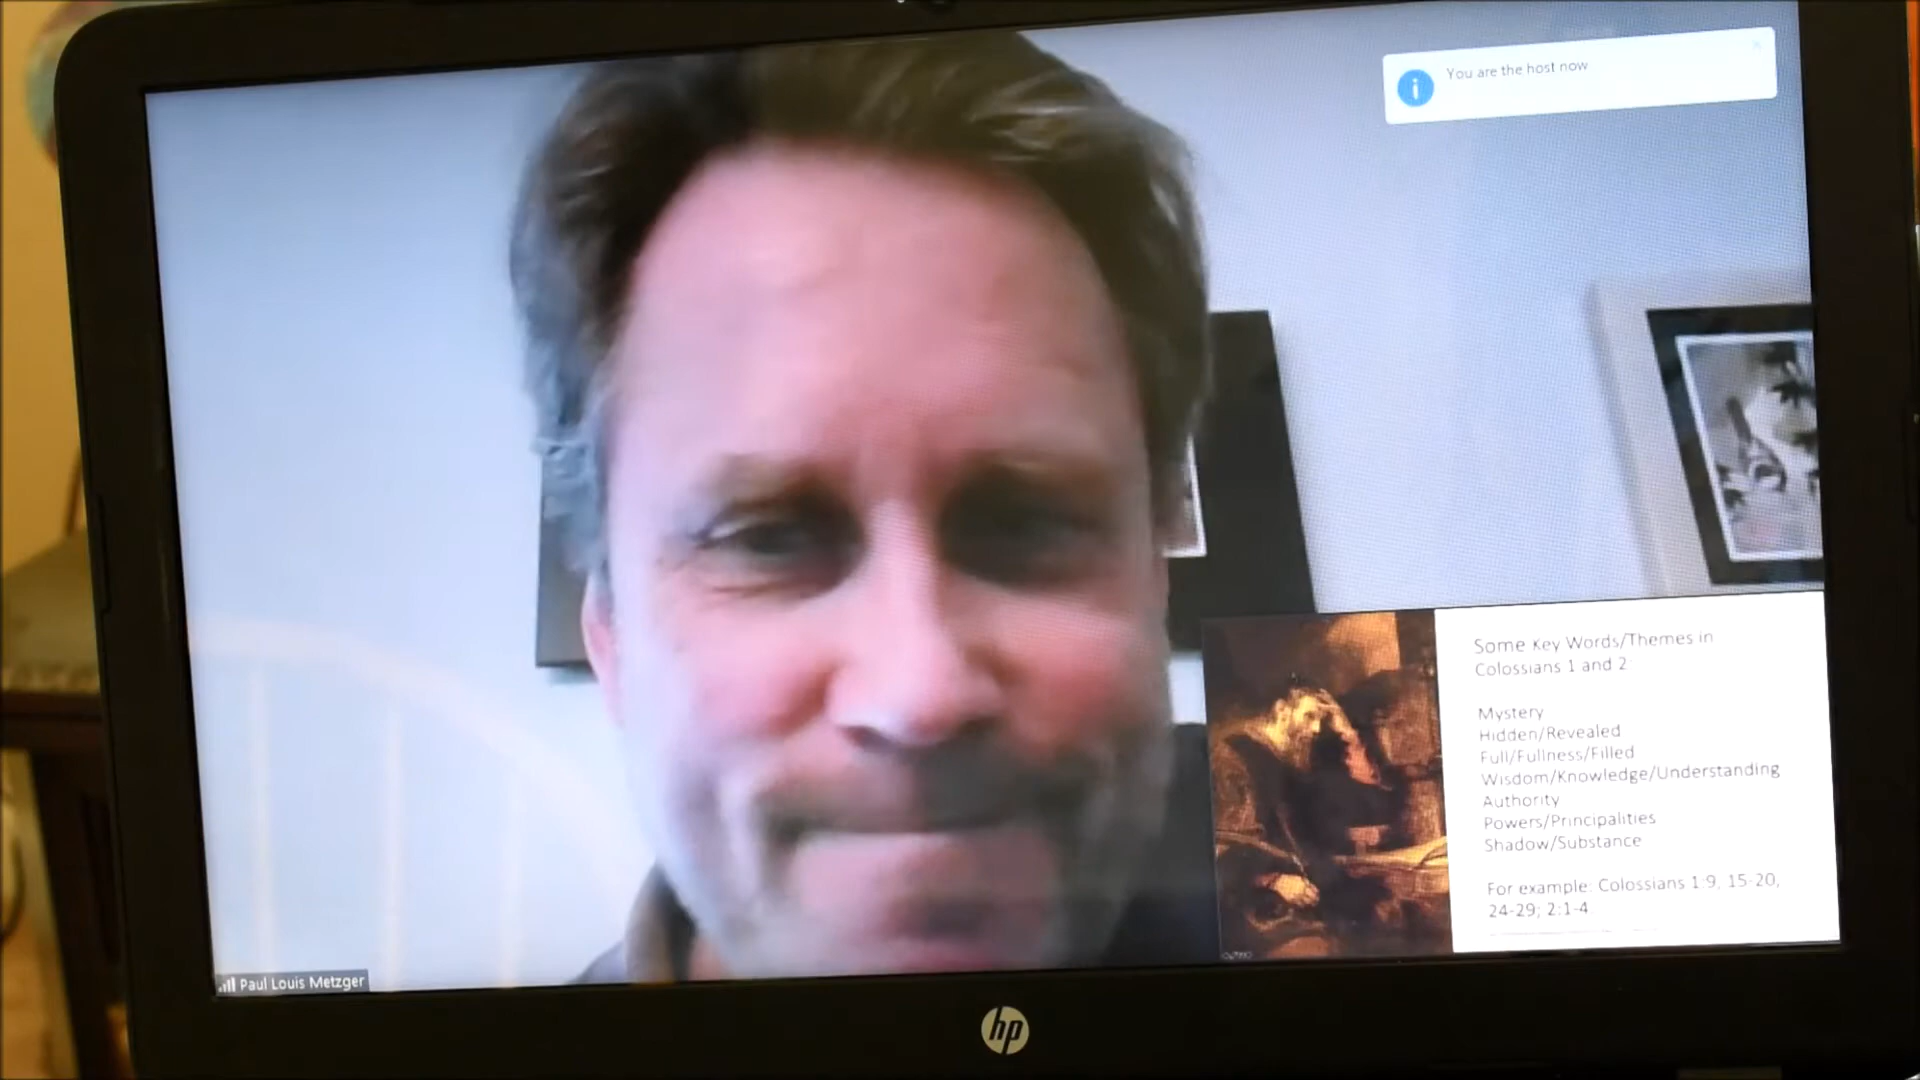 You are the host now
Some Key Words/Themes in
Colossians 1 and 2
Mystery
Hidden/Revealed
Full/Fullness/Filled
Wisdom/Knowledge/Understanding
Authority
Powers/Principalities
Shadow/Substance
For example: Colossians 1:9, 15-20,
24-29; 2:1-4
Paul Louis Metzger
hp